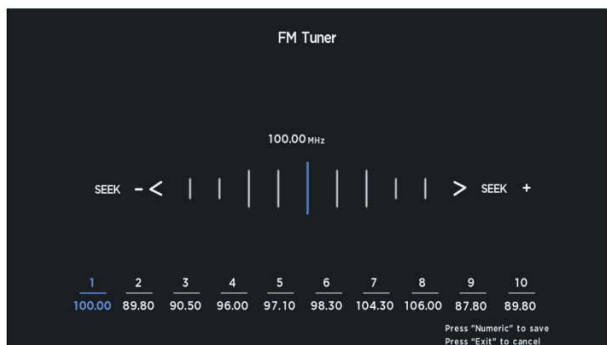 FM Tuner
100.00 MHz
SEEK - < > SEEK +
1 2 3 4 5 6 7 8 9 10
100.00 89.80 90.50 96.00 97.10 98.30 104.30 106.00 87.80 89.80
Press "Numeric" to save
Press "Exit" to cancel